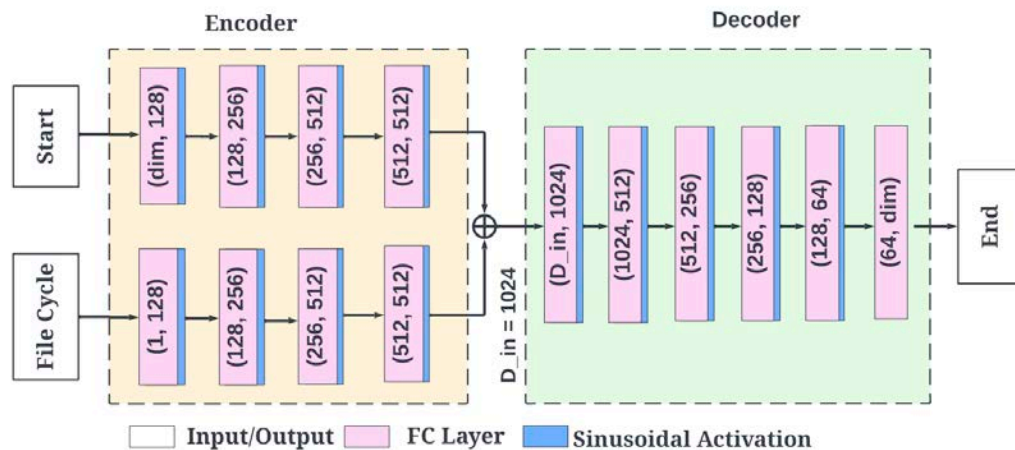 Encoder
Decoder
Start
(dim, 128)
(128, 256)
(256, 512)
(512, 512)
File Cycle
(1, 128)
(128, 256)
(256, 512)
(512, 512)
D_in = 1024
(D_in, 1024)
(1024, 512)
(512, 256)
(256, 128)
(128, 64)
(64, dim)
End
Input/Output
FC Layer
Sinusoidal Activation